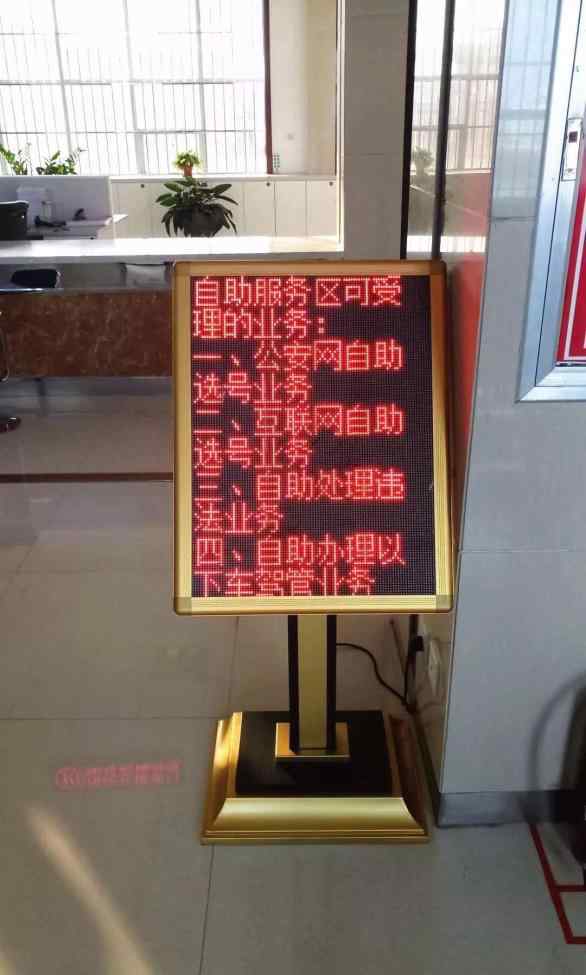 自助服务区可受
理的业务：
一、公安网自助
选号业务
二、互联网自助
选号业务
三、自助处理违
法业务
四、自助办理以
下车驾管业务